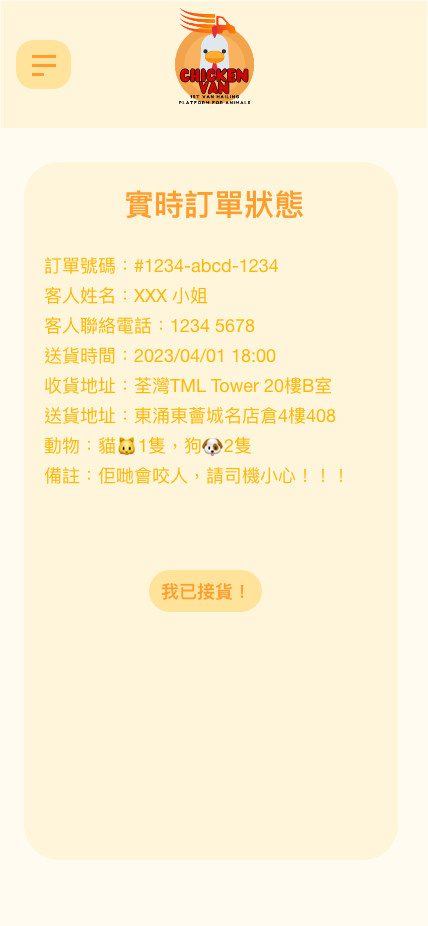 CHICKEN
VAN
1ST VAN HAILING
PLATFORM FOR ANIMALS
實時訂單狀態
訂單號碼：#1234-abcd-1234
客人姓名：XXX 小姐
客人聯絡電話：1234 5678
送貨時間：2023/04/01 18:00
收貨地址：荃灣TML Tower 20樓B室
送貨地址：東涌東薈城名店倉4樓408
動物：貓🐱1隻，狗🐶2隻
備註：佢哋會咬人，請司機小心！！！
我已接貨！